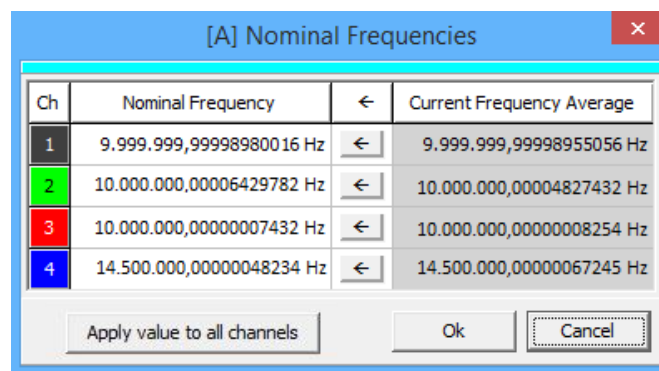 [A] Nominal Frequencies
Ch Nominal Frequency ← Current Frequency Average
1 9.999.999,99998980016 Hz ← 9.999.999,99998955056 Hz
2 10.000.000,00006429782 Hz ← 10.000.000,00004827432 Hz
3 10.000.000,00000007432 Hz ← 10.000.000,00000008254 Hz
4 14.500.000,00000048234 Hz ← 14.500.000,00000067245 Hz
Apply value to all channels Ok Cancel